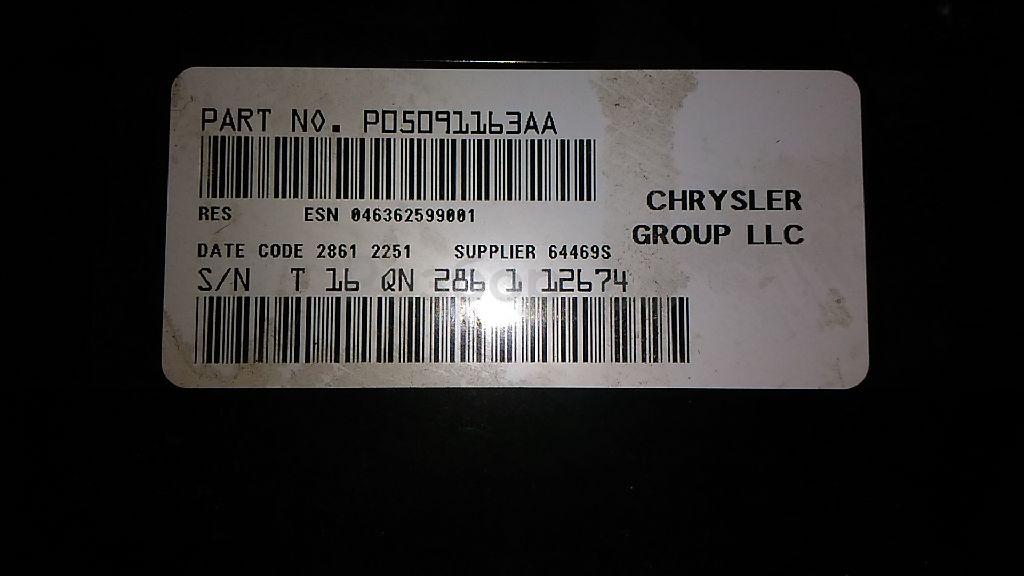 PART NO. P05091163AA
RES ESN 046362599001
DATE CODE 2861 2251 SUPPLIER 64469S
S/N T 16 QN 286 1 12674
CHRYSLER
GROUP LLC